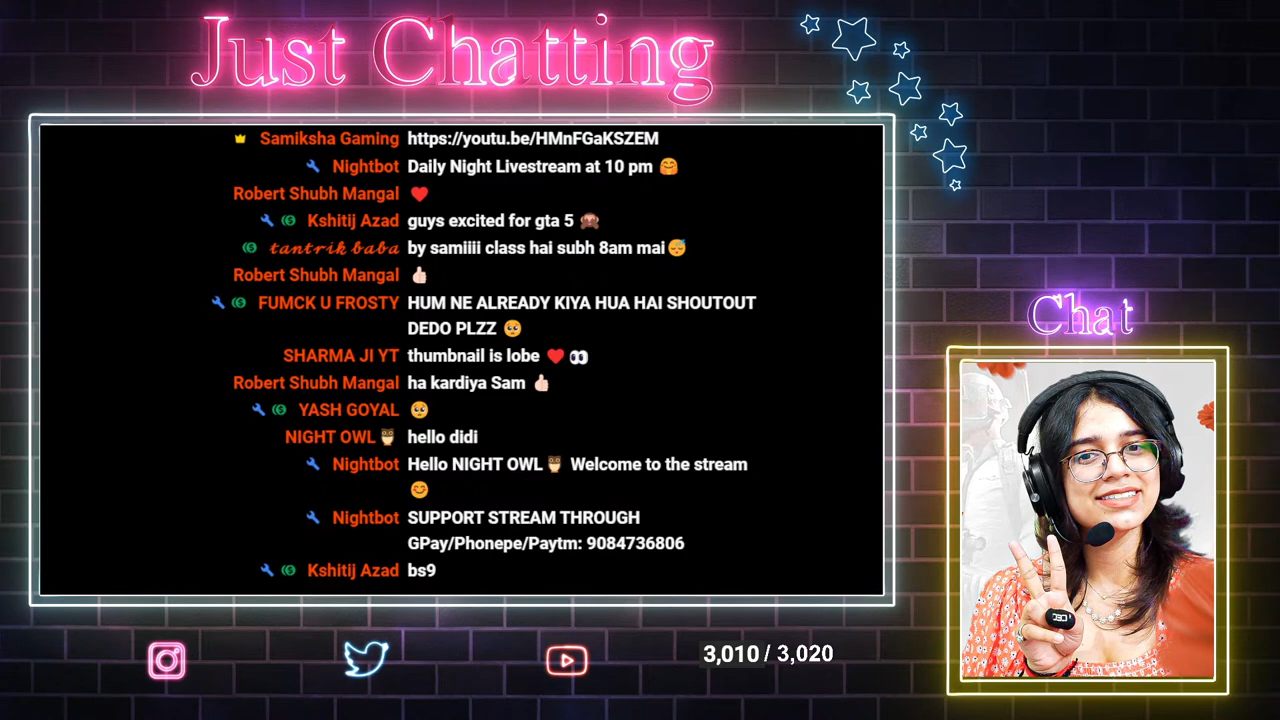 Just Chatting
Samiksha Gaming https://youtu.be/HMnFGaKSZEM
Nightbot Daily Night Livestream at 10 pm 🤗
Robert Shubh Mangal ❤️
Kshitij Azad guys excited for gta 5 🙊
tantrik baba by samiiii class hai subh 8am mai😴
Robert Shubh Mangal 👍🏻
FUMCK U FROSTY HUM NE ALREADY KIYA HUA HAI SHOUTOUT
DEDO PLZZ 🥺
SHARMA JI YT thumbnail is lobe ❤️ 👀
Robert Shubh Mangal ha kardiya Sam 👍🏻
YASH GOYAL 🥺
NIGHT OWL🦉 hello didi
Nightbot Hello NIGHT OWL🦉 Welcome to the stream
😊
Nightbot SUPPORT STREAM THROUGH
GPay/Phonepe/Paytm: 9084736806
Kshitij Azad bs9
Chat
3,010 / 3,020